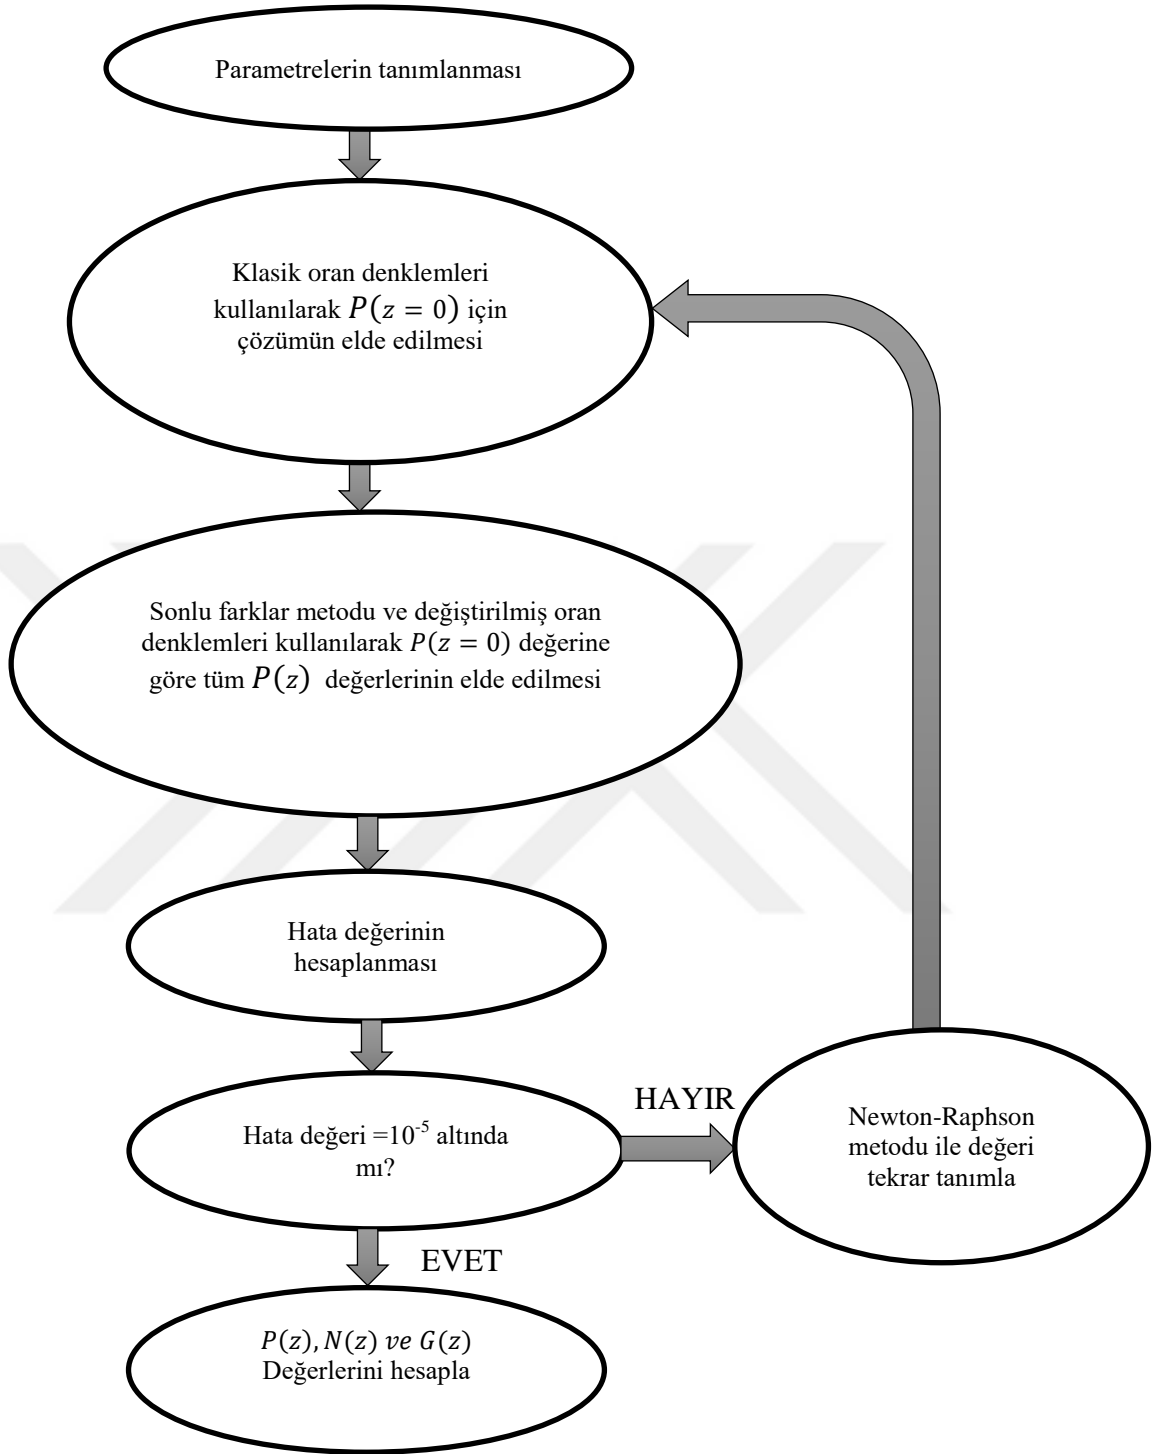 Parametrelerin tanımlanması
Klasik oran denklemleri
kullanılarak P(z = 0) için
çözümün elde edilmesi
Sonlu farklar metodu ve değiştirilmiş oran
denklemleri kullanılarak P(z = 0) değerine
göre tüm P(z) değerlerinin elde edilmesi
Hata değerinin
hesaplanması
Hata değeri =10⁻⁵ altında
mı?
HAYIR
Newton-Raphson
metodu ile değeri
tekrar tanımla
EVET
P(z), N(z) ve G(z)
Değerlerini hesapla